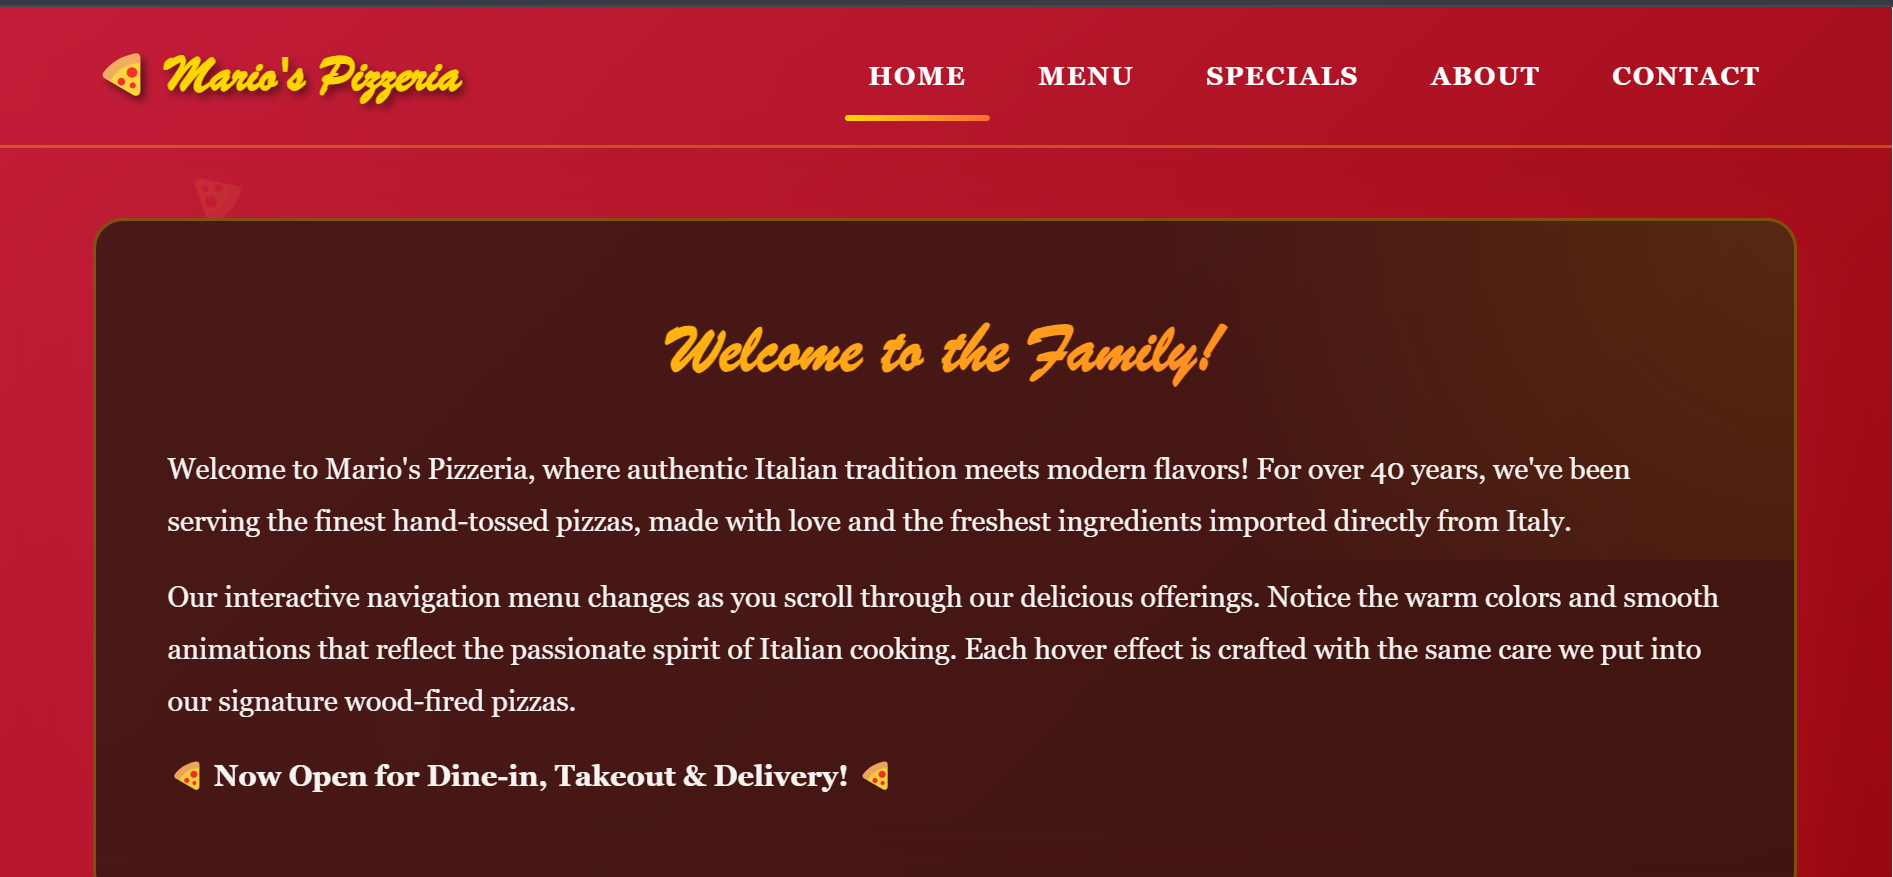 Mario's Pizzeria
HOME MENU SPECIALS ABOUT CONTACT
Welcome to the Family!
Welcome to Mario's Pizzeria, where authentic Italian tradition meets modern flavors! For over 40 years, we've been
serving the finest hand-tossed pizzas, made with love and the freshest ingredients imported directly from Italy.
Our interactive navigation menu changes as you scroll through our delicious offerings. Notice the warm colors and smooth
animations that reflect the passionate spirit of Italian cooking. Each hover effect is crafted with the same care we put into
our signature wood-fired pizzas.
🍕 Now Open for Dine-in, Takeout & Delivery! 🍕